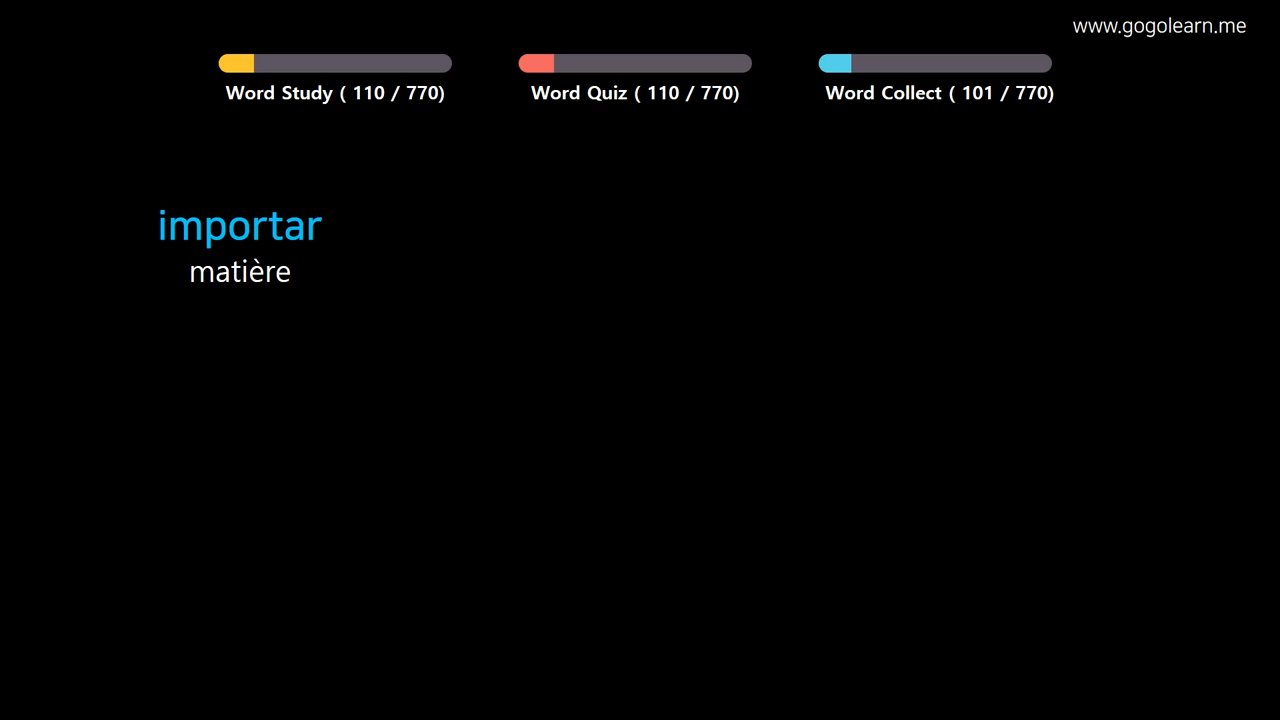 www.gogolearn.me
Word Study ( 110 / 770)
Word Quiz ( 110 / 770)
Word Collect ( 101 / 770)
importar
matière